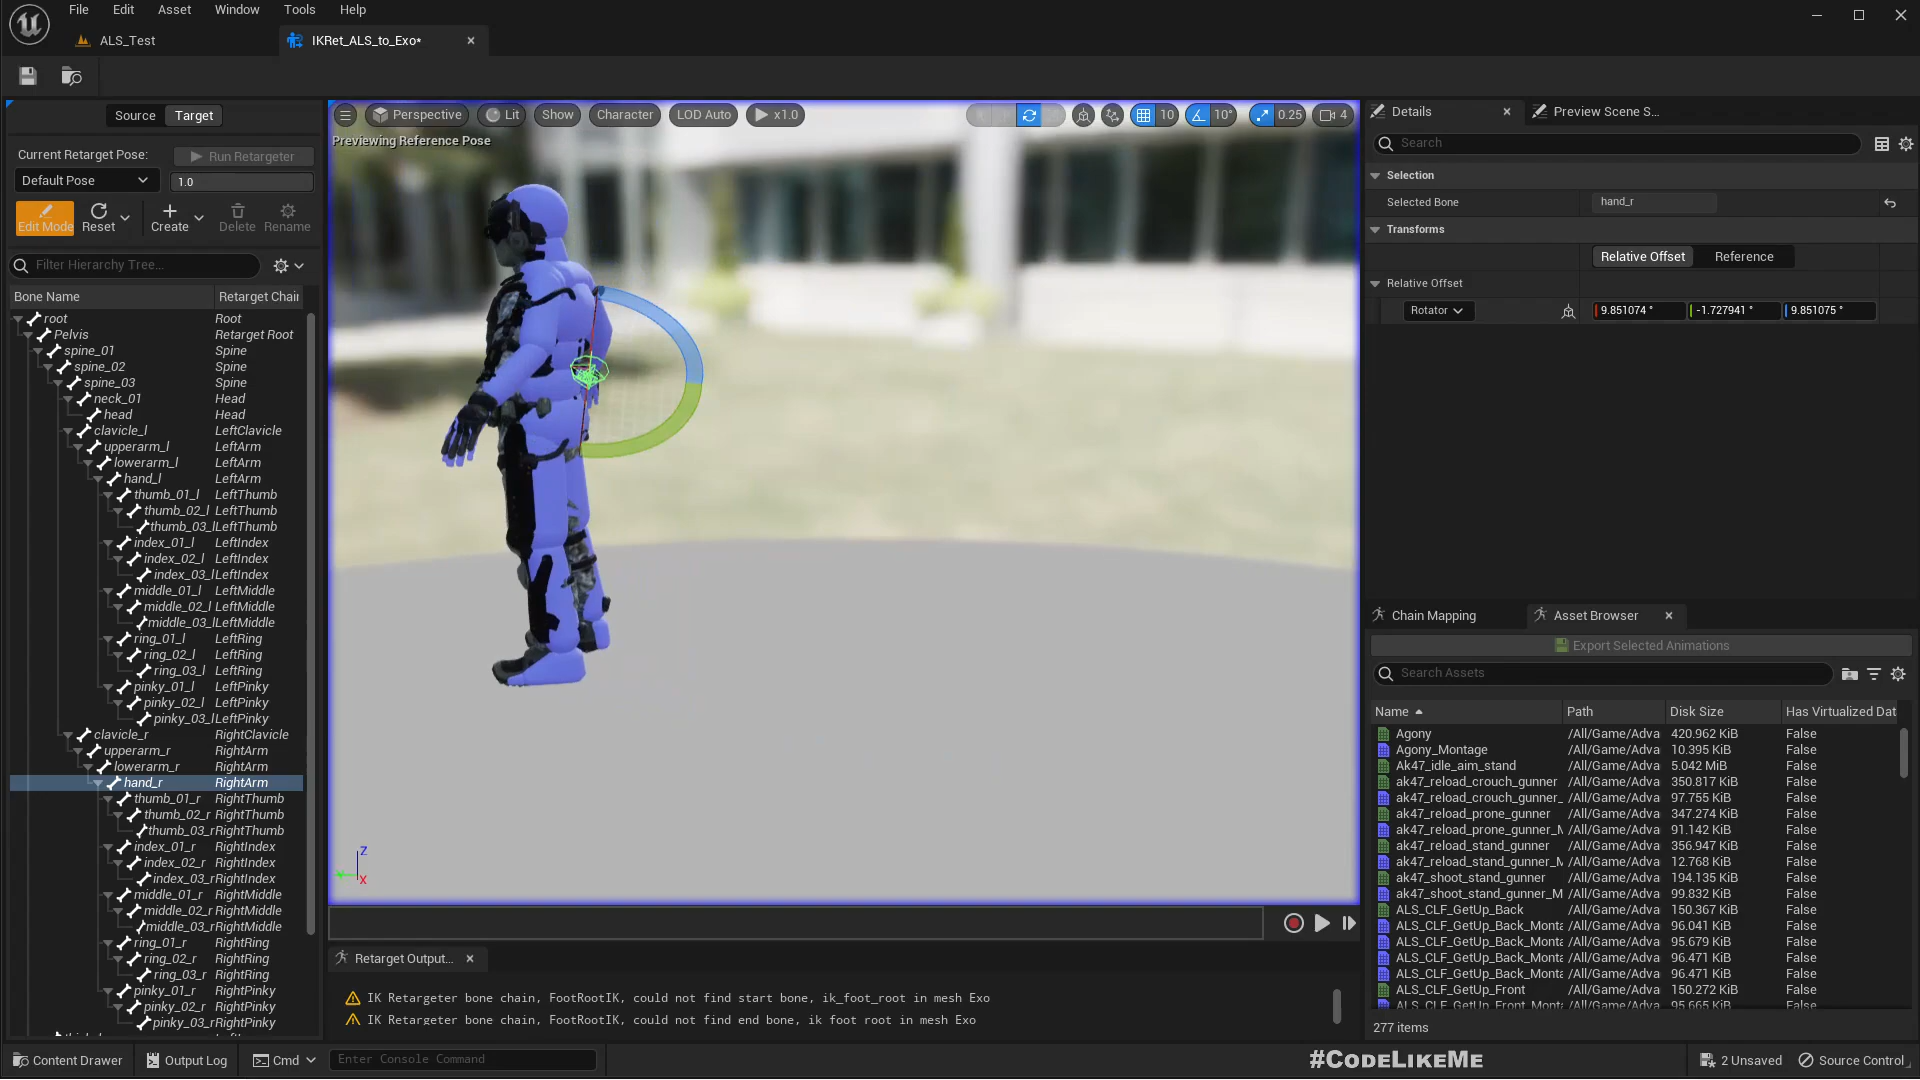 File Edit Asset Window Tools Help
ALS_Test
IKRet_ALS_to_Exo*
Source Target
Current Retarget Pose:
Run Retargeter
Default Pose
1.0
Edit Mode Reset Create Delete Rename
Filter Hierarchy Tree...
Bone Name Retarget Chai
root Root
Pelvis Retarget Root
spine_01 Spine
spine_02 Spine
spine_03 Spine
neck_01 Head
head Head
clavicle_l LeftClavicle
upperarm_l LeftArm
lowerarm_l LeftArm
hand_l LeftArm
thumb_01_l LeftThumb
thumb_02_l LeftThumb
thumb_03_l LeftThumb
index_01_l LeftIndex
index_02_l LeftIndex
index_03_l LeftIndex
middle_01_l LeftMiddle
middle_02_l LeftMiddle
middle_03_l LeftMiddle
ring_01_l LeftRing
ring_02_l LeftRing
ring_03_l LeftRing
pinky_01_l LeftPinky
pinky_02_l LeftPinky
pinky_03_l LeftPinky
clavicle_r RightClavicle
upperarm_r RightArm
lowerarm_r RightArm
hand_r RightArm
thumb_01_r RightThumb
thumb_02_r RightThumb
thumb_03_r RightThumb
index_01_r RightIndex
index_02_r RightIndex
index_03_r RightIndex
middle_01_r RightMiddle
middle_02_r RightMiddle
middle_03_r RightMiddle
ring_01_r RightRing
ring_02_r RightRing
ring_03_r RightRing
pinky_01_r RightPinky
pinky_02_r RightPinky
pinky_03_r RightPinky
Perspective Lit Show Character LOD Auto x1.0 10 10° 0.25 4
Previewing Reference Pose
Z
X
Retarget Output...
IK Retargeter bone chain, FootRootIK, could not find start bone, ik_foot_root in mesh Exo
IK Retargeter bone chain, FootRootIK, could not find end bone, ik foot root in mesh Exo
Details
Preview Scene S...
Search
Selection
Selected Bone hand_r
Transforms
Relative Offset Reference
Relative Offset
Rotator 9.851074 ° -1.727941 ° 9.851075 °
Chain Mapping
Asset Browser
Export Selected Animations
Search Assets
Name Path Disk Size Has Virtualized Dat
Agony /All/Game/Adva 420.962 KiB False
Agony_Montage /All/Game/Adva 10.395 KiB False
Ak47_idle_aim_stand /All/Game/Adva 5.042 MiB False
ak47_reload_crouch_gunner /All/Game/Adva 350.817 KiB False
ak47_reload_crouch_gunner_ /All/Game/Adva 97.755 KiB False
ak47_reload_prone_gunner /All/Game/Adva 347.274 KiB False
ak47_reload_prone_gunner_M /All/Game/Adva 91.142 KiB False
ak47_reload_stand_gunner /All/Game/Adva 356.947 KiB False
ak47_reload_stand_gunner_M /All/Game/Adva 12.768 KiB False
ak47_shoot_stand_gunner /All/Game/Adva 194.135 KiB False
ak47_shoot_stand_gunner_M /All/Game/Adva 99.832 KiB False
ALS_CLF_GetUp_Back /All/Game/Adva 150.367 KiB False
ALS_CLF_GetUp_Back_Monta /All/Game/Adva 96.041 KiB False
ALS_CLF_GetUp_Back_Monta /All/Game/Adva 95.679 KiB False
ALS_CLF_GetUp_Back_Monta /All/Game/Adva 96.471 KiB False
ALS_CLF_GetUp_Back_Monta /All/Game/Adva 96.471 KiB False
ALS_CLF_GetUp_Front /All/Game/Adva 150.272 KiB False
ALS_CLF_GetUp_Front_Monta /All/Game/Adva 95.665 KiB False
277 items
Content Drawer Output Log Cmd Enter Console Command
#CodeLikeMe
2 Unsaved Source Control